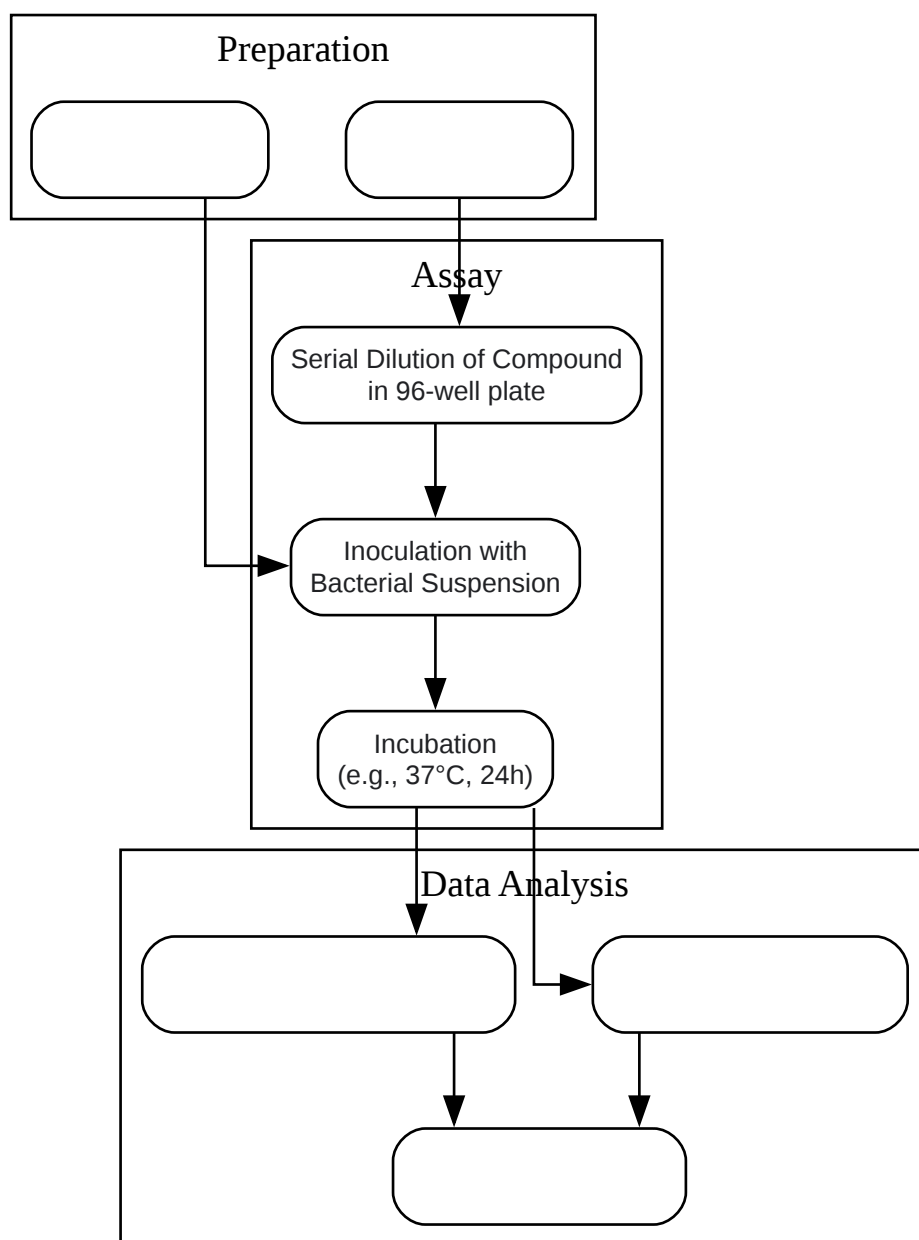 Preparation
Assay
Serial Dilution of Compound
in 96-well plate
Inoculation with
Bacterial Suspension
Incubation
(e.g., 37°C, 24h)
Data Analysis